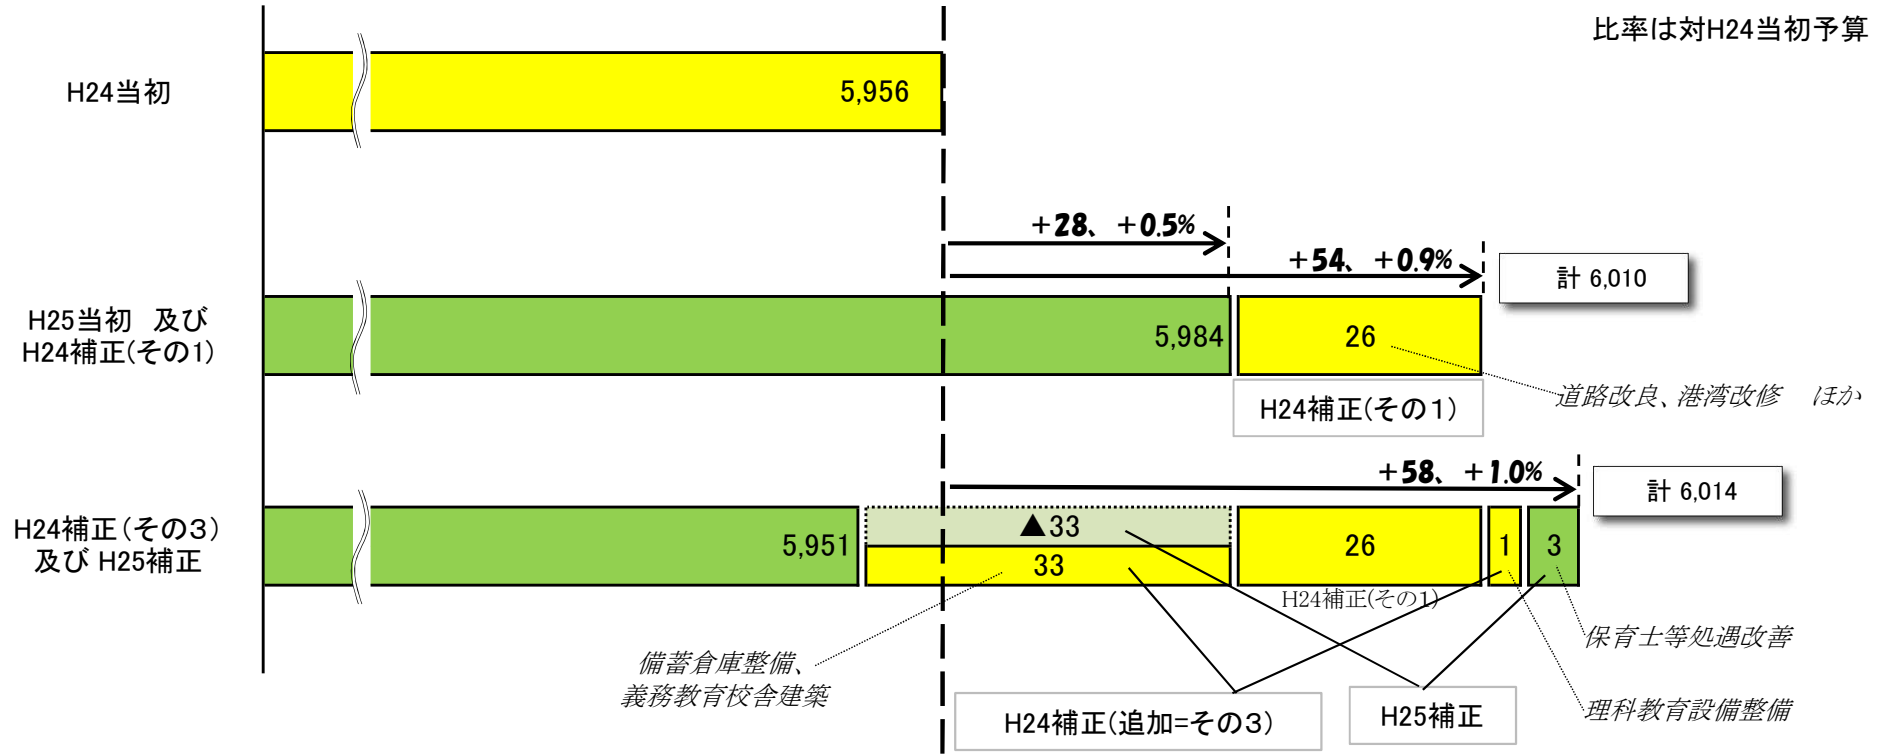 比率は対H24当初予算
H24当初
5,956
+28、 +0.5%
+54、 +0.9%
計 6,010
H25当初 及び
H24補正(その1)
5,984
26
H24補正(その１)
道路改良、港湾改修 ほか
+58、 +1.0%
計 6,014
H24補正(その３)
及び H25補正
5,951
▲33
33
26
1
3
H24補正(その1)
備蓄倉庫整備、
義務教育校舎建築
保育士等処遇改善
理科教育設備整備
H24補正(追加=その３)
H25補正